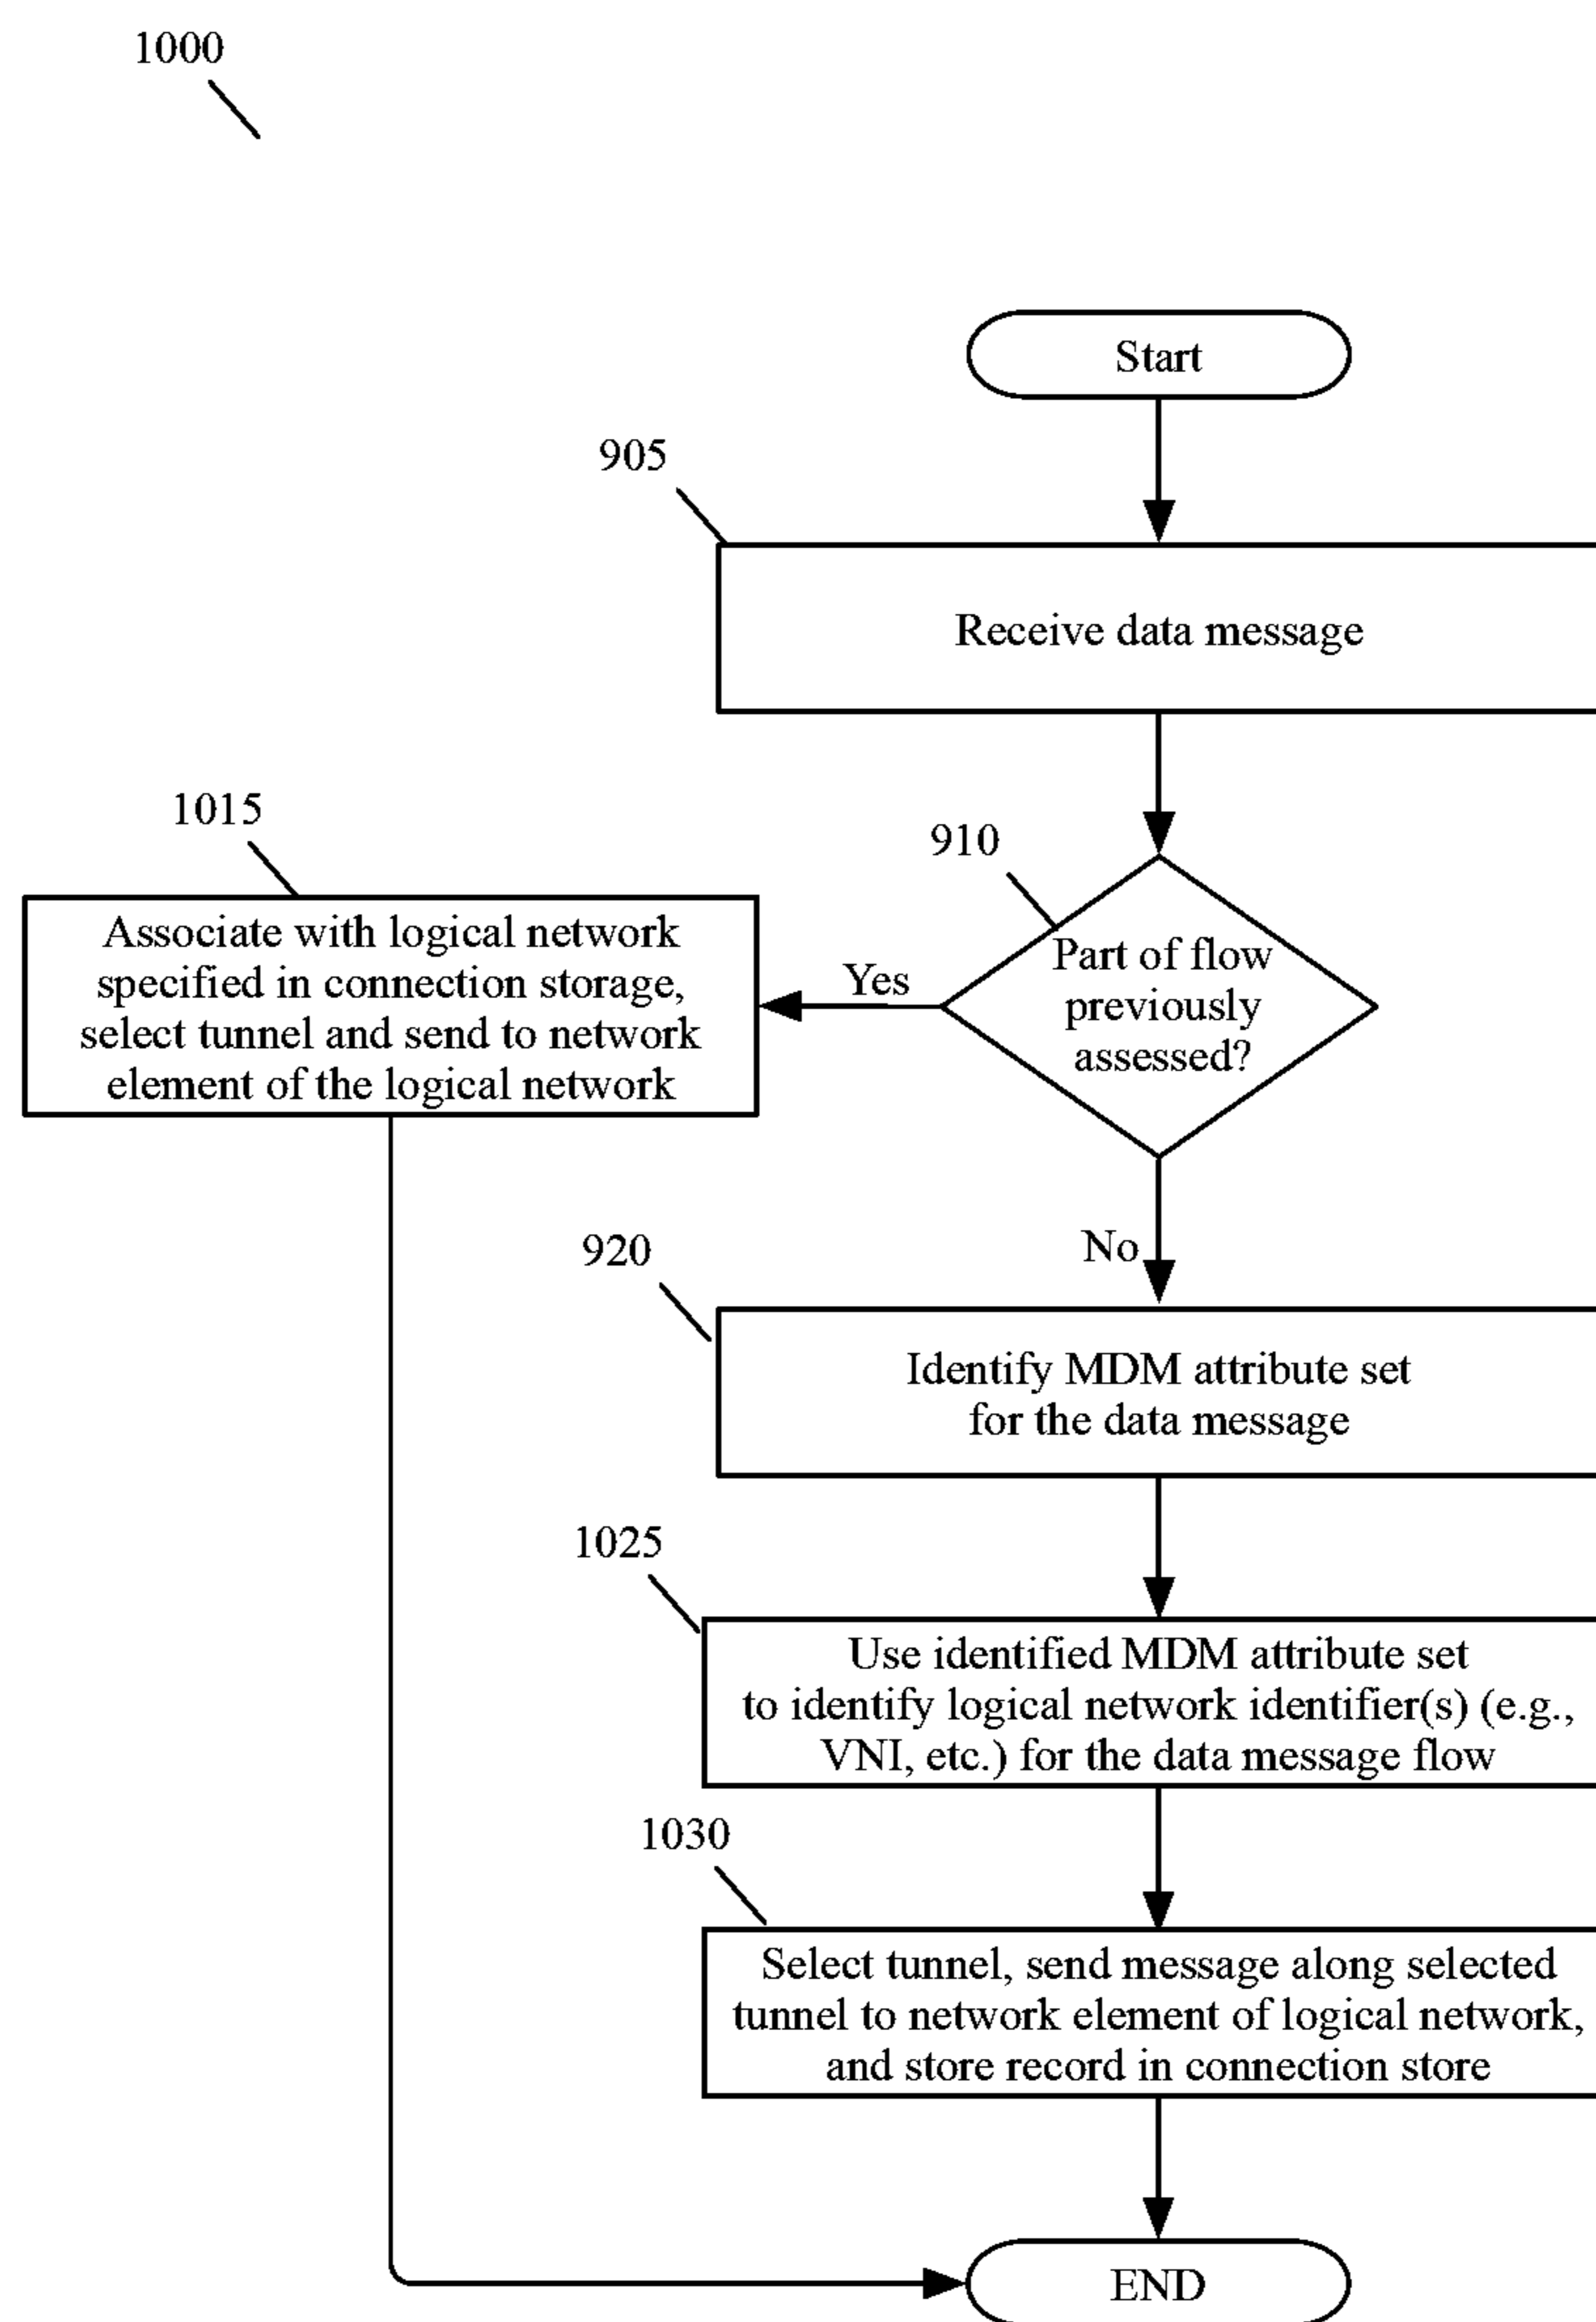 1000
Start
905
Receive data message
1015
910
Associate with logical network
specified in connection storage,
select tunnel and send to network
element of the logical network
Yes
Part of flow
previously
assessed?
No
920
Identify MDM attribute set
for the data message
1025
Use identified MDM attribute set
to identify logical network identifier(s) (e.g.,
VNI, etc.) for the data message flow
1030
Select tunnel, send message along selected
tunnel to network element of logical network,
and store record in connection store
END